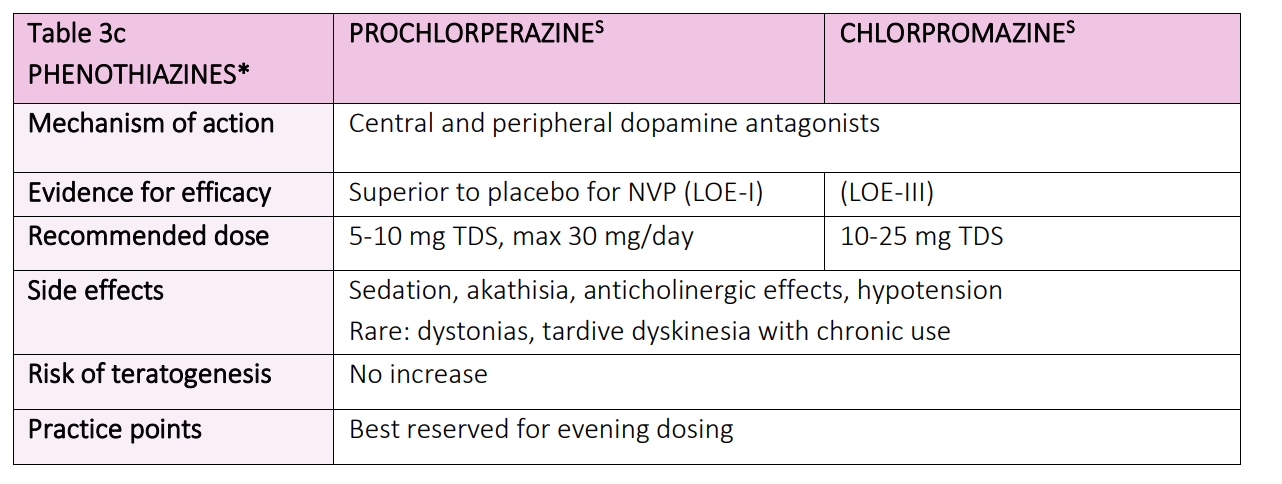 Table 3c PROCHLORPERAZINEˢ CHLORPROMAZINEˢ
PHENOTHIAZINES*
Mechanism of action Central and peripheral dopamine antagonists
Evidence for efficacy Superior to placebo for NVP (LOE-I) (LOE-III)
Recommended dose 5-10 mg TDS, max 30 mg/day 10-25 mg TDS
Side effects Sedation, akathisia, anticholinergic effects, hypotension
Rare: dystonias, tardive dyskinesia with chronic use
Risk of teratogenesis No increase
Practice points Best reserved for evening dosing